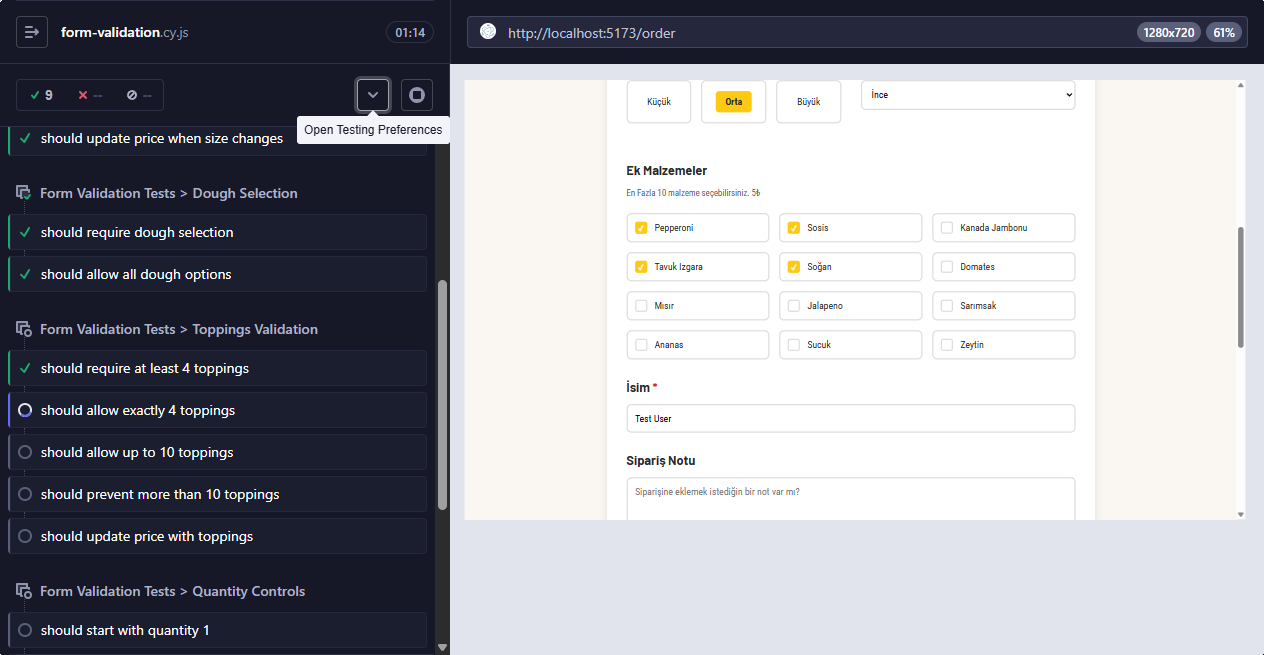 form-validation.cy.js
01:14
9
--
--
Open Testing Preferences
should update price when size changes
Form Validation Tests > Dough Selection
should require dough selection
should allow all dough options
Form Validation Tests > Toppings Validation
should require at least 4 toppings
should allow exactly 4 toppings
should allow up to 10 toppings
should prevent more than 10 toppings
should update price with toppings
Form Validation Tests > Quantity Controls
should start with quantity 1
http://localhost:5173/order
1280x720
61%
Küçük
Orta
Büyük
İnce
Ek Malzemeler
En Fazla 10 malzeme seçebilirsiniz. 5₺
Pepperoni
Sosis
Kanada Jambonu
Tavuk Izgara
Soğan
Domates
Mısır
Jalapeno
Sarımsak
Ananas
Sucuk
Zeytin
İsim *
Test User
Sipariş Notu
Siparişine eklemek istediğin bir not var mı?